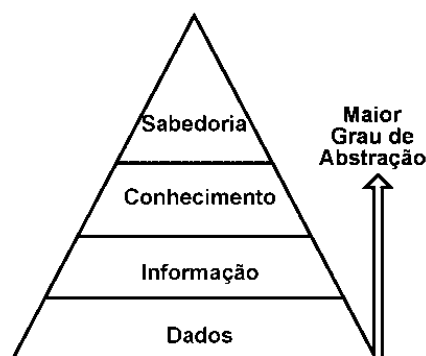 Sabedoria
Maior
Grau de
Abstração
Conhecimento
Informação
Dados